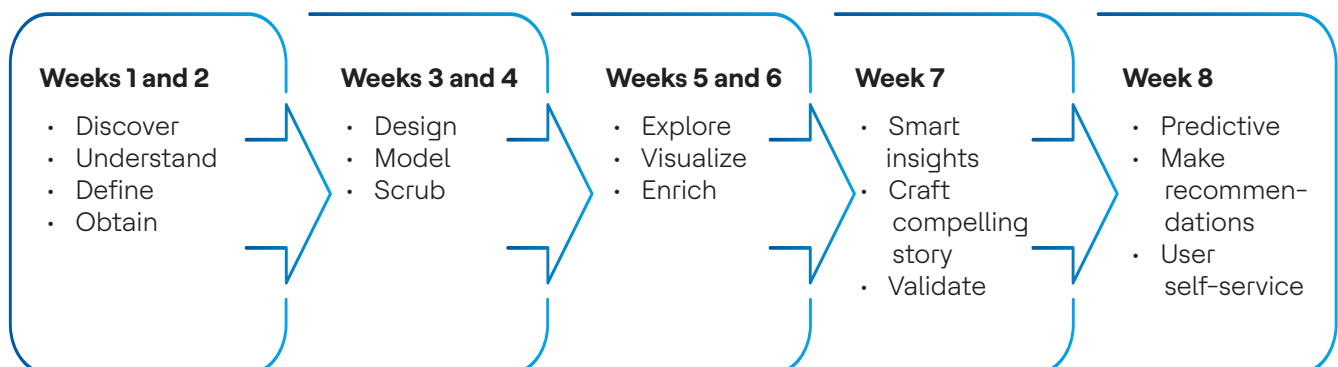 Weeks 1 and 2
· Discover
· Understand
· Define
· Obtain
Weeks 3 and 4
· Design
· Model
· Scrub
Weeks 5 and 6
· Explore
· Visualize
· Enrich
Week 7
· Smart
insights
· Craft
compelling
story
· Validate
Week 8
· Predictive
· Make
recommen-
dations
· User
self-service